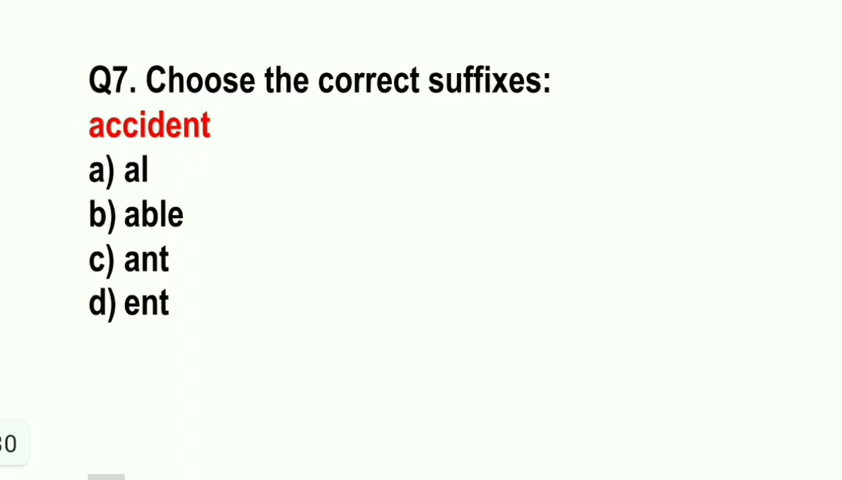 Q7. Choose the correct suffixes:
accident
a) al
b) able
c) ant
d) ent